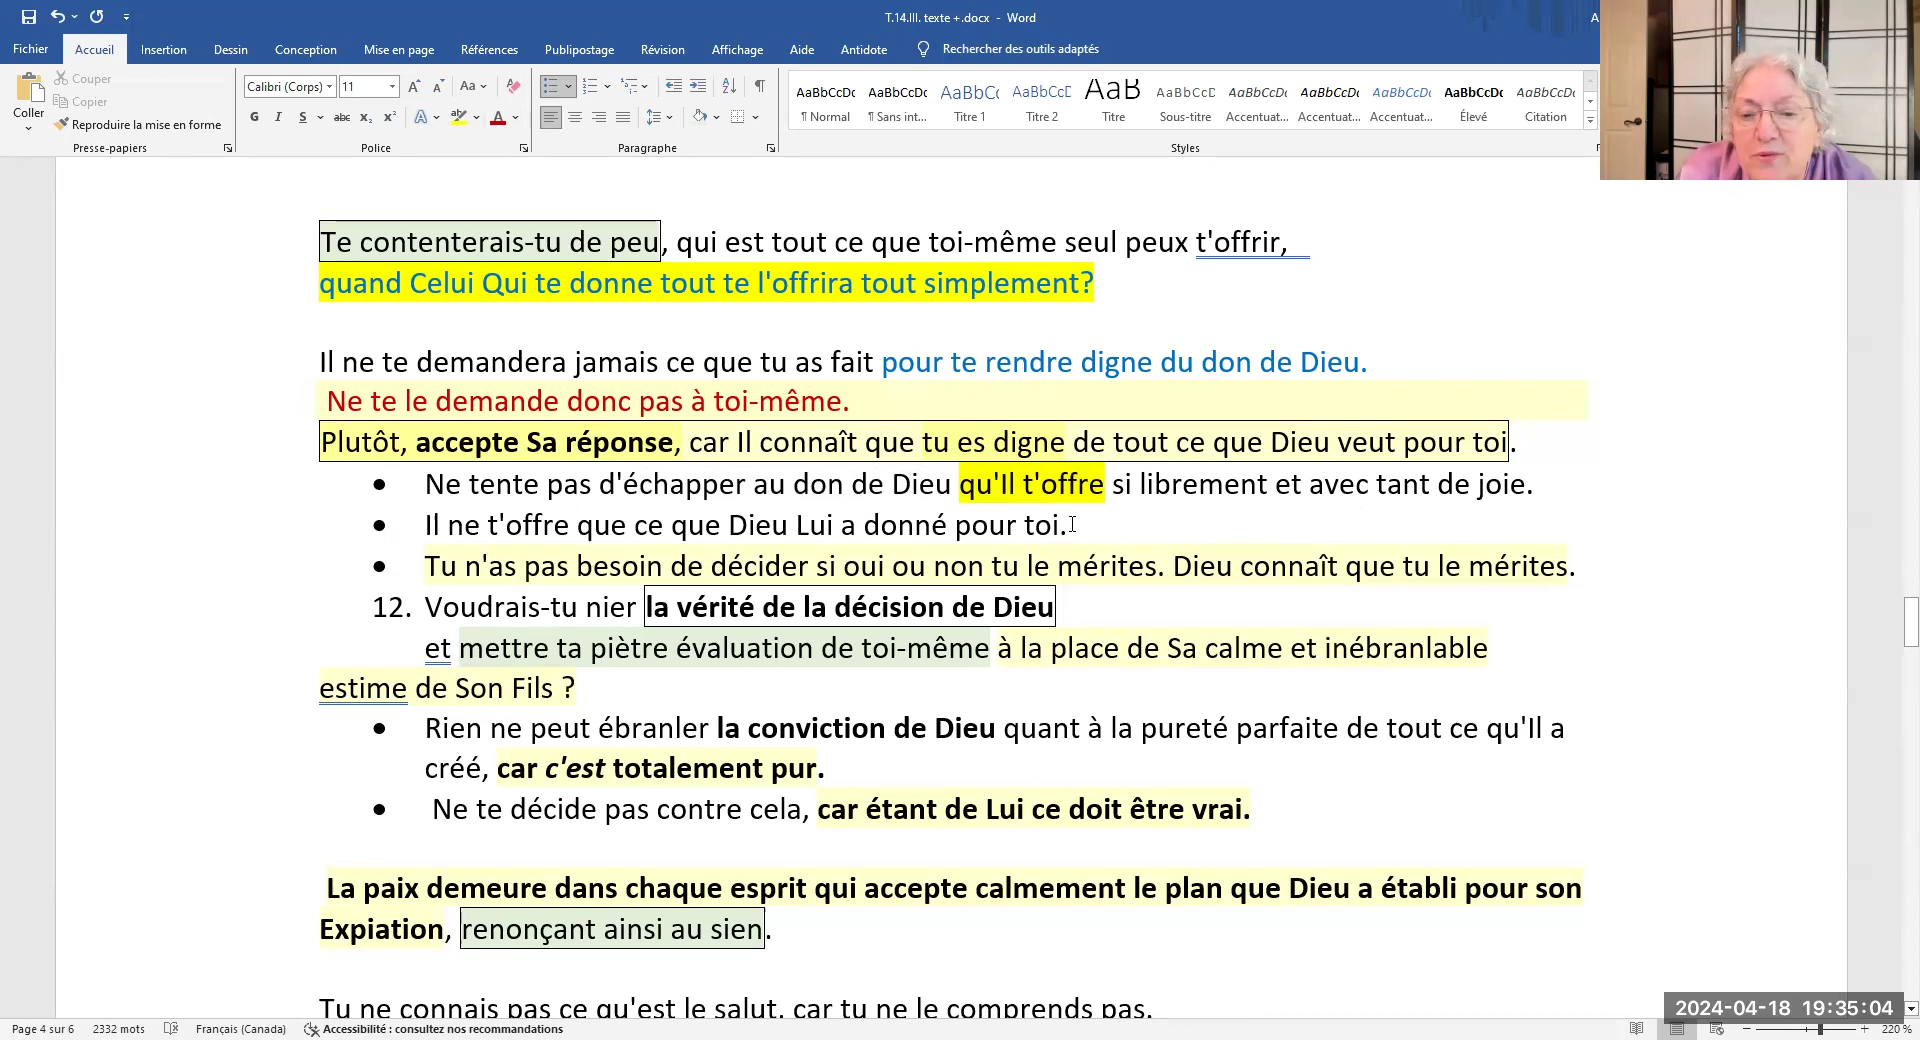 T.14.III. texte +.docx - Word
A
Fichier Accueil Insertion Dessin Conception Mise en page Références Publipostage Révision Affichage Aide Antidote Rechercher des outils adaptés
Coller
Couper
Copier
Reproduire la mise en forme
Presse-papiers
Calibri (Corps) 11
G I S abc x₂ x²
Police
Paragraphe
AaBbCcDc AaBbCcDc AaBbCc AaBbCcD AaB AaBbCcD AaBbCcDc AaBbCcDc AaBbCcDc AaBbCcDc AaBbCcDc
¶ Normal ¶ Sans int... Titre 1 Titre 2 Titre Sous-titre Accentuat... Accentuat... Accentuat... Élevé Citation
Styles
Te contenterais-tu de peu, qui est tout ce que toi-même seul peux t'offrir,
quand Celui Qui te donne tout te l'offrira tout simplement?
Il ne te demandera jamais ce que tu as fait pour te rendre digne du don de Dieu.
Ne te le demande donc pas à toi-même.
Plutôt, accepte Sa réponse, car Il connaît que tu es digne de tout ce que Dieu veut pour toi.
• Ne tente pas d'échapper au don de Dieu qu'Il t'offre si librement et avec tant de joie.
• Il ne t'offre que ce que Dieu Lui a donné pour toi.
• Tu n'as pas besoin de décider si oui ou non tu le mérites. Dieu connaît que tu le mérites.
12. Voudrais-tu nier la vérité de la décision de Dieu
et mettre ta piètre évaluation de toi-même à la place de Sa calme et inébranlable
estime de Son Fils ?
• Rien ne peut ébranler la conviction de Dieu quant à la pureté parfaite de tout ce qu'Il a
créé, car c'est totalement pur.
• Ne te décide pas contre cela, car étant de Lui ce doit être vrai.
La paix demeure dans chaque esprit qui accepte calmement le plan que Dieu a établi pour son
Expiation, renonçant ainsi au sien.
Tu ne connais pas ce qu'est le salut, car tu ne le comprends pas.
2024-04-18 19:35:04
Page 4 sur 6 2332 mots Français (Canada) Accessibilité : consultez nos recommandations 220 %